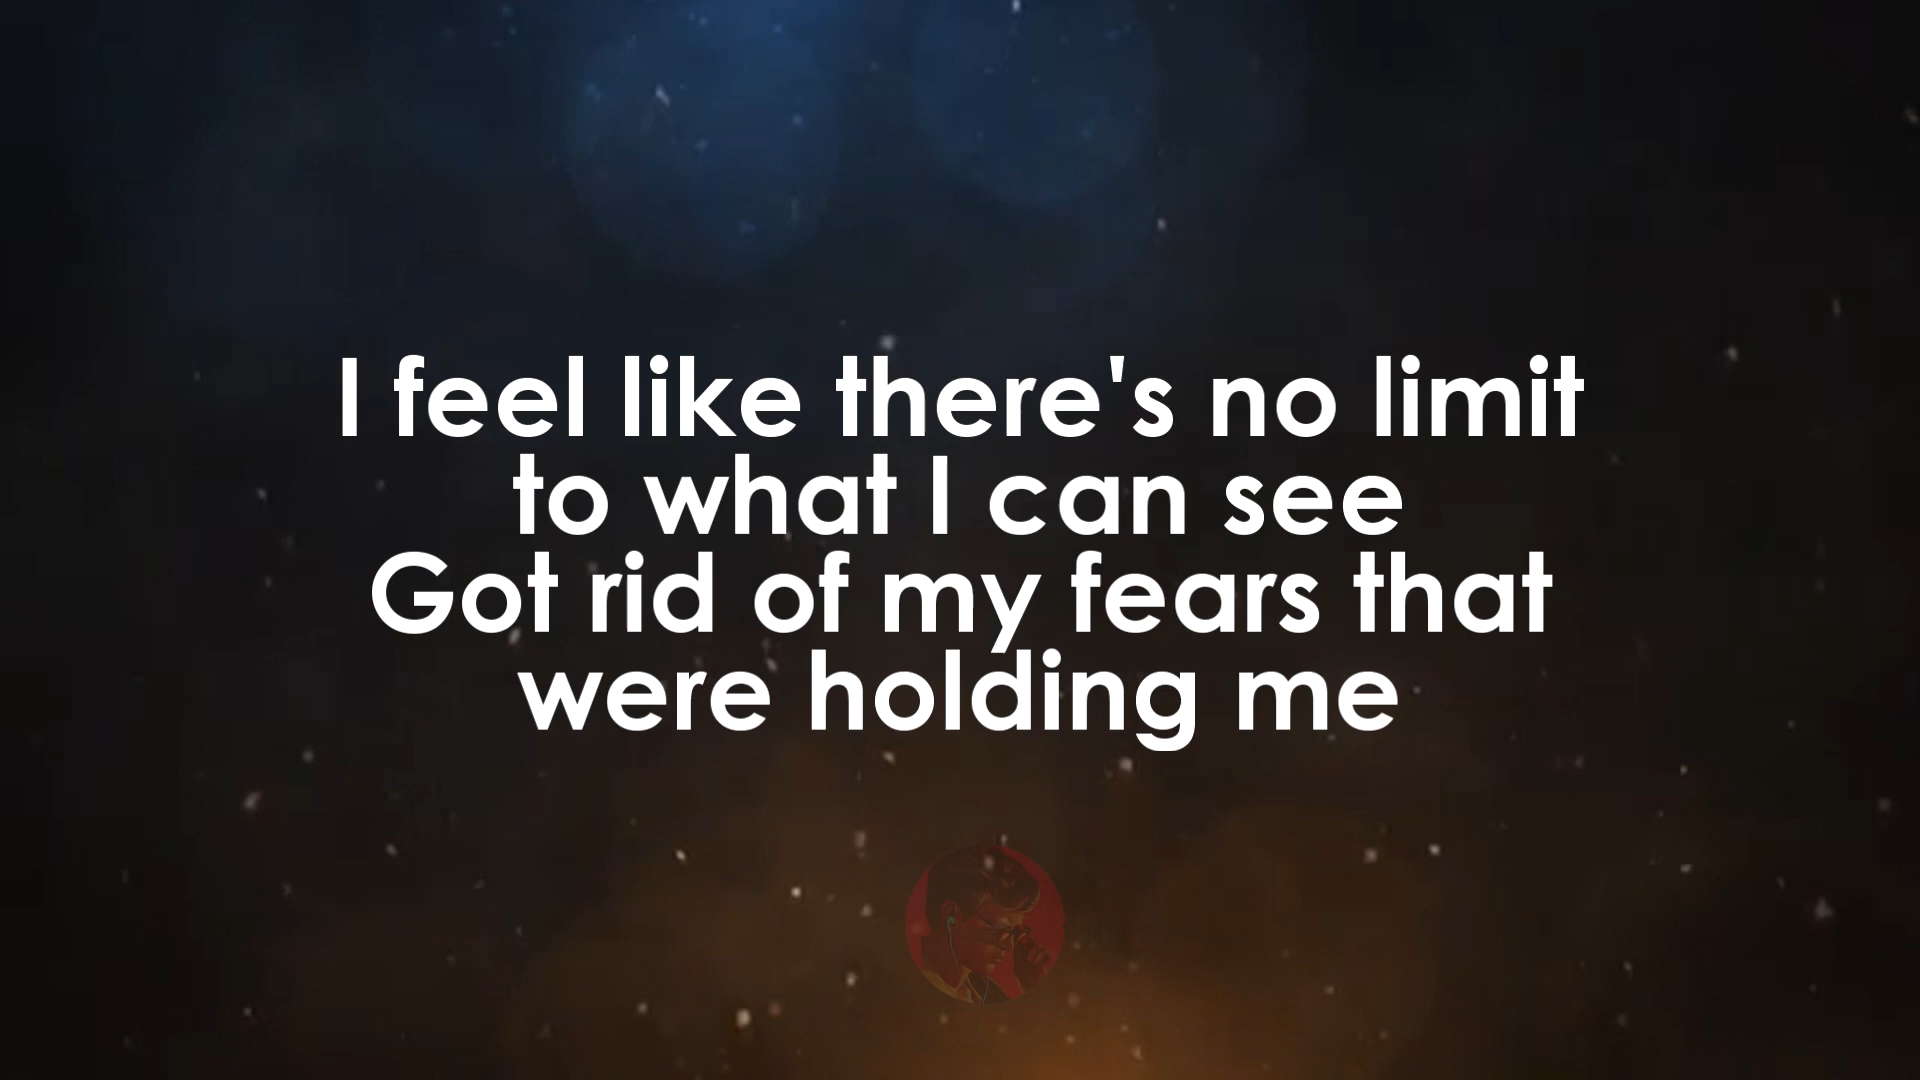 I feel like there's no limit
to what I can see
Got rid of my fears that
were holding me